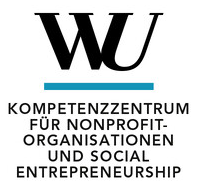 WU
KOMPETENZZENTRUM
FÜR NONPROFIT-
ORGANISATIONEN
UND SOCIAL
ENTREPRENEURSHIP